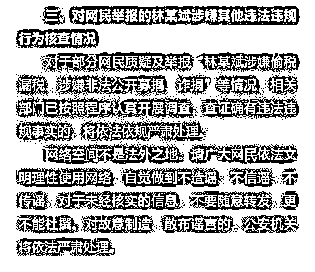 三、对网民举报的林某斌涉嫌其他违法违规
行为核查情况
对于部分网民质疑及举报“林某斌涉嫌偷税
漏税、涉嫌非法公开募捐、诈捐”等情况，相关
部门已按照程序认真开展调查，查证确有违法违
规事实的，将依法依规严肃处理。
网络空间不是法外之地，请广大网民依法文
明理性使用网络，自觉做到不造谣、不信谣、不
传谣，对于未经核实的信息，不要随意转发，更
不能杜撰。对故意制造、散布谣言的，公安机关
将依法严肃处理。